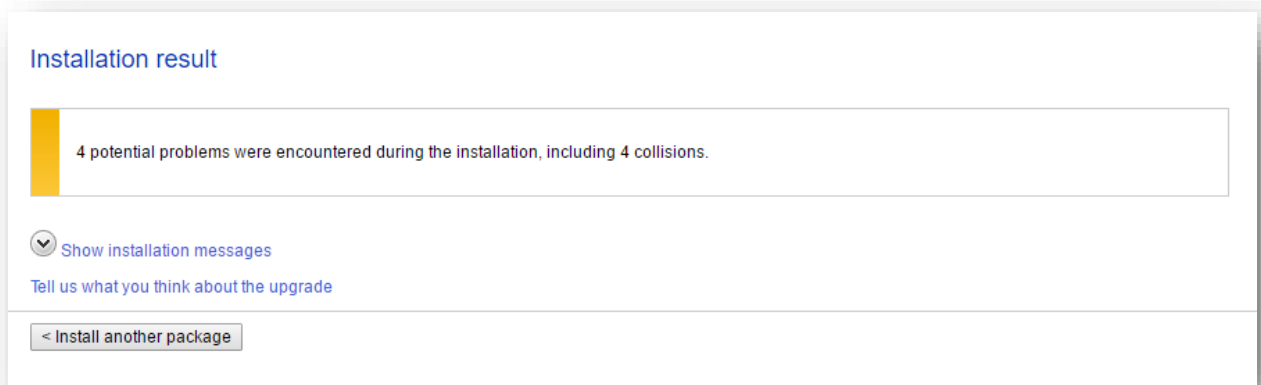 Installation result
4 potential problems were encountered during the installation, including 4 collisions.
Show installation messages
Tell us what you think about the upgrade
< Install another package